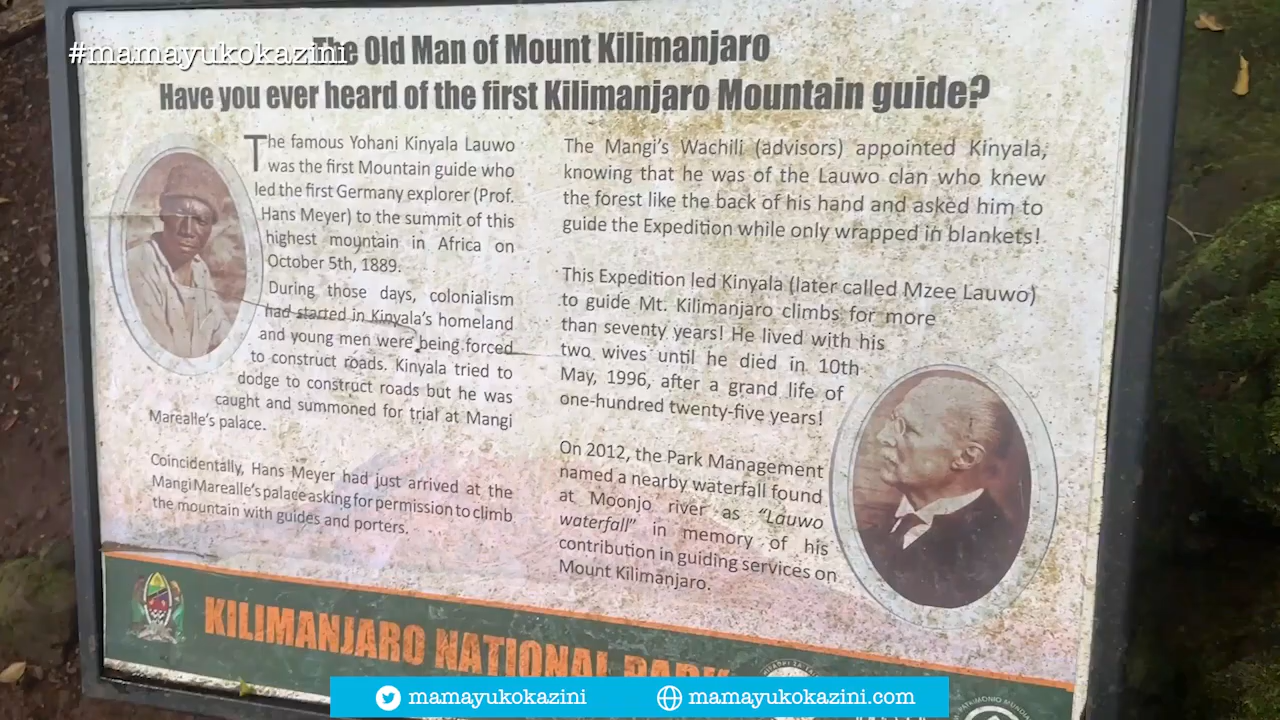 #mamayukokazini
The Old Man of Mount Kilimanjaro
Have you ever heard of the first Kilimanjaro Mountain guide?
The famous Yohani Kinyala Lauwo
was the first Mountain guide who
led the first Germany explorer (Prof.
Hans Meyer) to the summit of this
highest mountain in Africa on
October 5th, 1889.
During those days, colonialism
had started in Kinyala's homeland
and young men were being forced
to construct roads. Kinyala tried to
dodge to construct roads but he was
caught and summoned for trial at Mangi
Marealle's palace.
Coincidentally, Hans Meyer had just arrived at the
Mangi Marealle's palace asking for permission to climb
the mountain with guides and porters.
The Mangi's Wachili (advisors) appointed Kinyala,
knowing that he was of the Lauwo clan who knew
the forest like the back of his hand and asked him to
guide the Expedition while only wrapped in blankets!
This Expedition led Kinyala (later called Mzee Lauwo)
to guide Mt. Kilimanjaro climbs for more
than seventy years! He lived with his
two wives until he died in 10th
May, 1996, after a grand life of
one-hundred twenty-five years!
On 2012, the Park Management
named a nearby waterfall found
at Moonjo river as “Lauwo
waterfall” in memory of his
contribution in guiding services on
Mount Kilimanjaro.
KILIMANJARO NATIONAL PARK
mamayukokazini
mamayukokazini.com